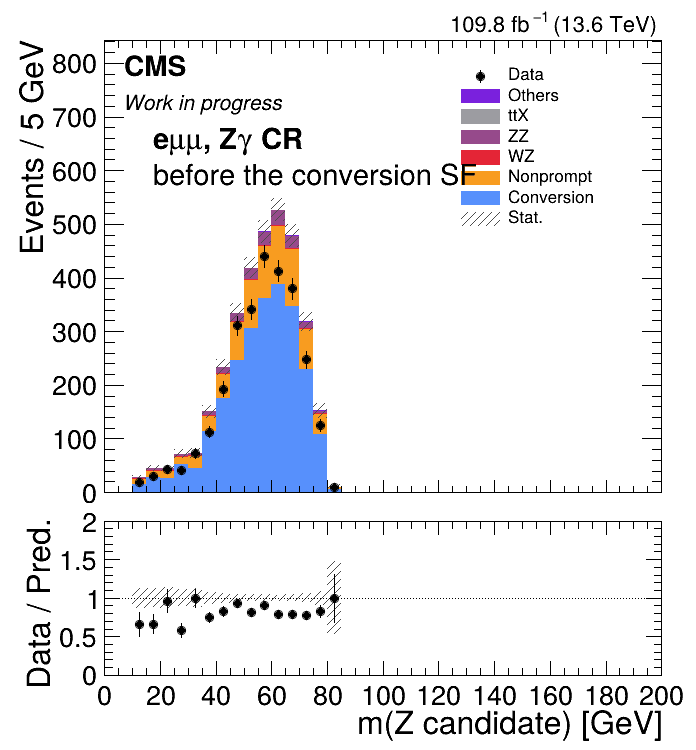 109.8 fb⁻¹ (13.6 TeV)
Events / 5 GeV
800
700
600
500
400
300
200
100
0
CMS
Work in progress
eμμ, Zγ CR
before the conversion SF
Data
Others
ttX
ZZ
WZ
Nonprompt
Conversion
Stat.
Data / Pred.
2
1.5
1
0.5
0
0 20 40 60 80 100 120 140 160 180 200
m(Z candidate) [GeV]